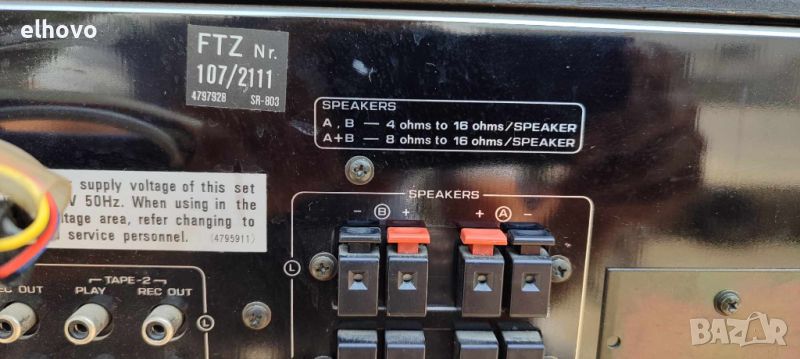 elhovo
FTZ Nr.
107/2111
4797928 SR-803
SPEAKERS
A, B — 4 ohms to 16 ohms/SPEAKER
A+B — 8 ohms to 16 ohms/SPEAKER
supply voltage of this set
V 50Hz. When using in the
area, refer changing to
service personnel. (4795911)
SPEAKERS
- B + + A -
L
TAPE-2
OUT PLAY REC OUT
L
BAZAR.bg